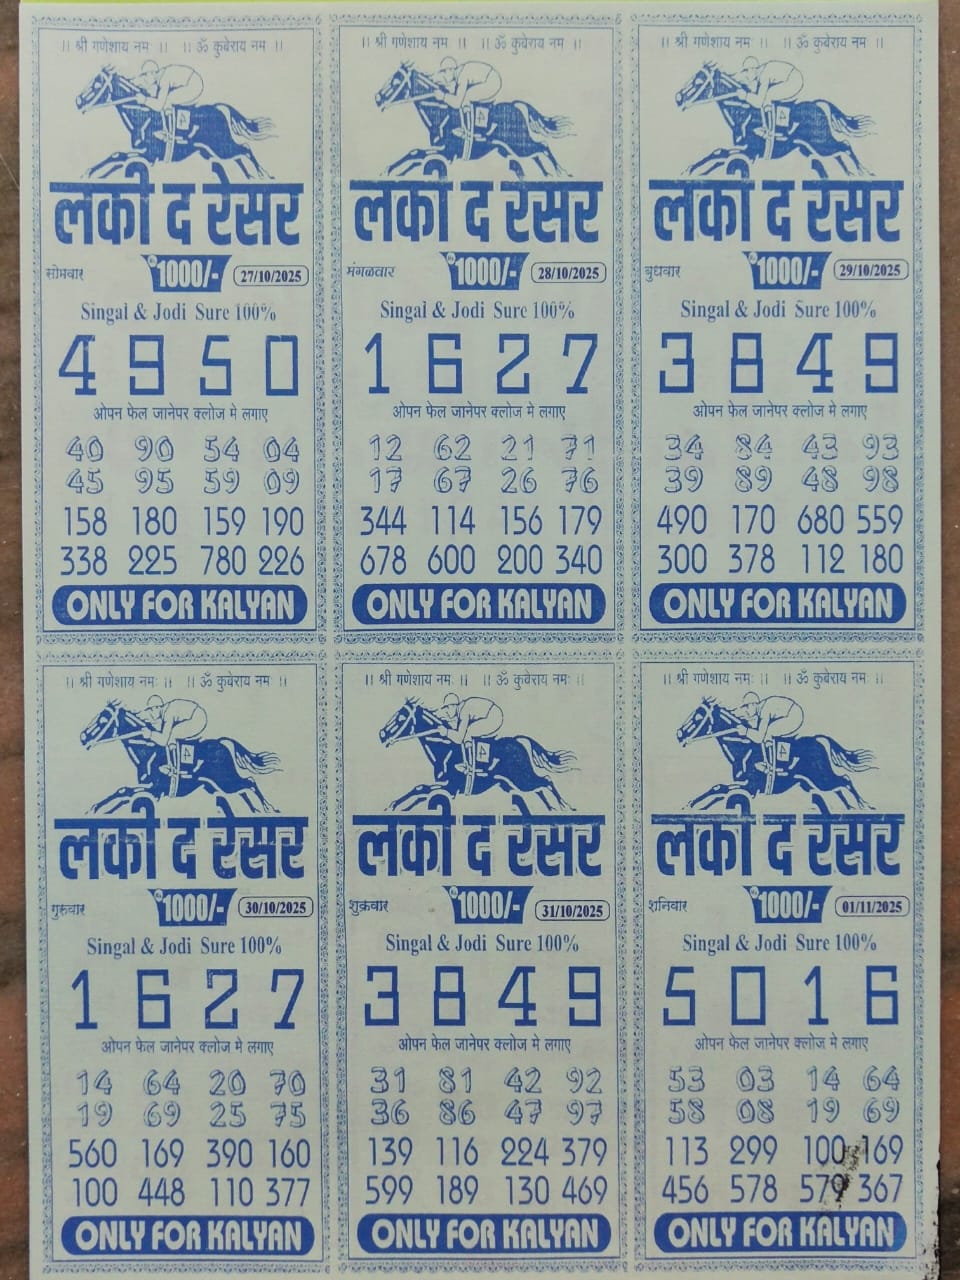 ।। श्री गणेशाय नम ।। ।। ॐ कुबेराय नम ।।
4
लकी द रेसर
सोमवार रु 1000/- 27/10/2025
Singal & Jodi Sure 100%
4 9 5 0
ओपन फेल जानेपर क्लोज मे लगाए
40 90 54 04
45 95 59 09
158 180 159 190
338 225 780 226
ONLY FOR KALYAN
।। श्री गणेशाय नम ।। ।। ॐ कुबेराय नम ।।
4
लकी द रेसर
मंगळवार रु 1000/- 28/10/2025
Singal & Jodi Sure 100%
1 6 2 7
ओपन फेल जानेपर क्लोज मे लगाए
12 62 21 71
17 67 26 76
344 114 156 179
678 600 200 340
ONLY FOR KALYAN
।। श्री गणेशाय नम ।। ।। ॐ कुबेराय नम ।।
4
लकी द रेसर
बुधवार रु 1000/- 29/10/2025
Singal & Jodi Sure 100%
3 8 4 9
ओपन फेल जानेपर क्लोज मे लगाए
34 84 43 93
39 89 48 98
490 170 680 559
300 378 112 180
ONLY FOR KALYAN
।। श्री गणेशाय नमः ।। ।। ॐ कुबेराय नम ।।
4
लकी द रेसर
गुरुवार रु 1000/- 30/10/2025
Singal & Jodi Sure 100%
1 6 2 7
ओपन फेल जानेपर क्लोज मे लगाए
14 64 20 70
19 69 25 75
560 169 390 160
100 448 110 377
ONLY FOR KALYAN
।। श्री गणेशाय नमः ।। ।। ॐ कुबेराय नमः ।।
4
लकी द रेसर
शुक्रवार रु 1000/- 31/10/2025
Singal & Jodi Sure 100%
3 8 4 9
ओपन फेल जानेपर क्लोज मे लगाए
31 81 42 92
36 86 47 97
139 116 224 379
599 189 130 469
ONLY FOR KALYAN
।। श्री गणेशाय नमः ।। ।। ॐ कुबेराय नमः ।।
4
लकी द रेसर
शनिवार रु 1000/- 01/11/2025
Singal & Jodi Sure 100%
5 0 1 6
ओपन फेल जानेपर क्लोज मे लगाए
53 03 14 64
58 08 19 69
113 299 100 169
456 578 579 367
ONLY FOR KALYAN